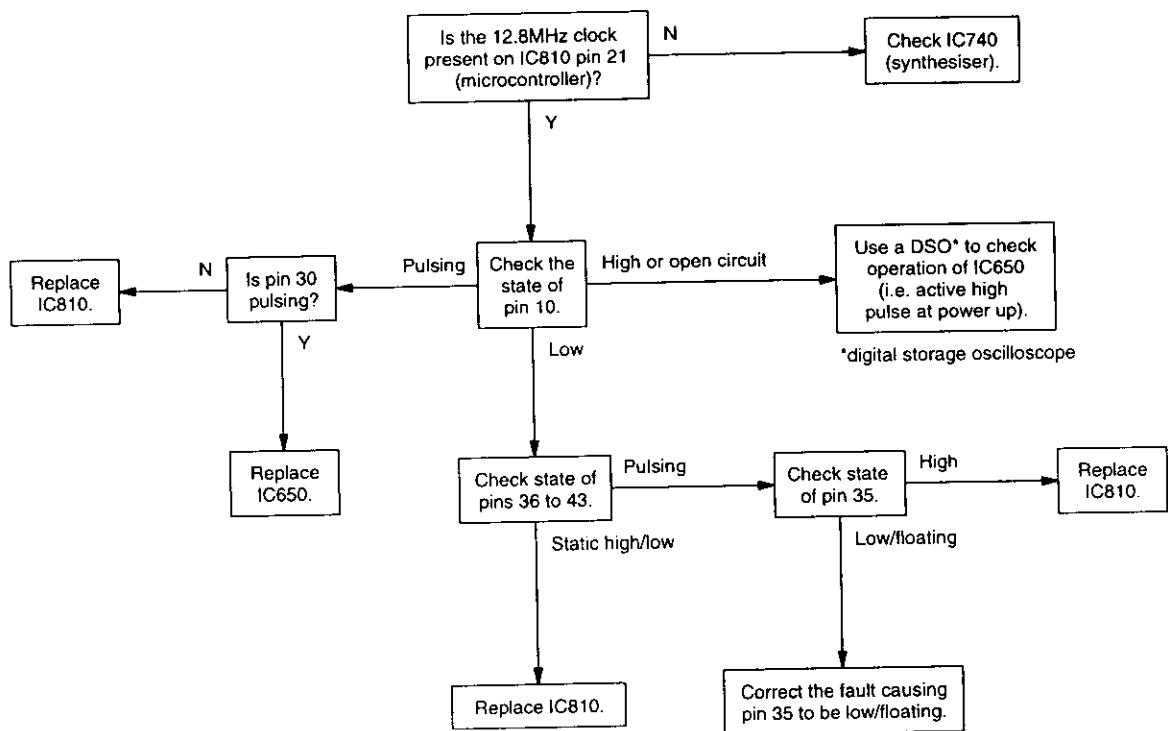 Is the 12.8MHz clock
present on IC810 pin 21
(microcontroller)?
N
Check IC740
(synthesiser).
Y
Replace
IC810.
N
Is pin 30
pulsing?
Pulsing
Check the
state of
pin 10.
High or open circuit
Use a DSO* to check
operation of IC650
(i.e. active high
pulse at power up).
*digital storage oscilloscope
Y
Low
Replace
IC650.
Check state of
pins 36 to 43.
Pulsing
Check state
of pin 35.
High
Replace
IC810.
Static high/low
Low/floating
Replace IC810.
Correct the fault causing
pin 35 to be low/floating.